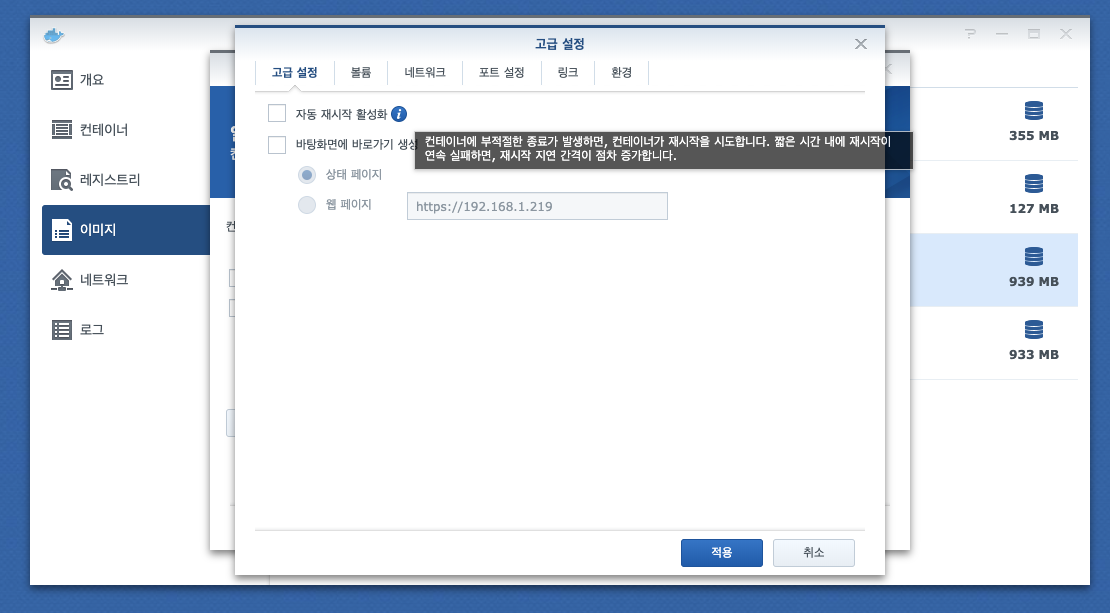 고급 설정
고급 설정
볼륨
네트워크
포트 설정
링크
환경
개요
컨테이너
레지스트리
이미지
네트워크
로그
자동 재시작 활성화
컨테이너에 부적절한 종료가 발생하면, 컨테이너가 재시작을 시도합니다. 짧은 시간 내에 재시작이
연속 실패하면, 재시작 지연 간격이 점차 증가합니다.
바탕화면에 바로가기 생성
상태 페이지
웹 페이지
https://192.168.1.219
355 MB
127 MB
939 MB
933 MB
적용
취소